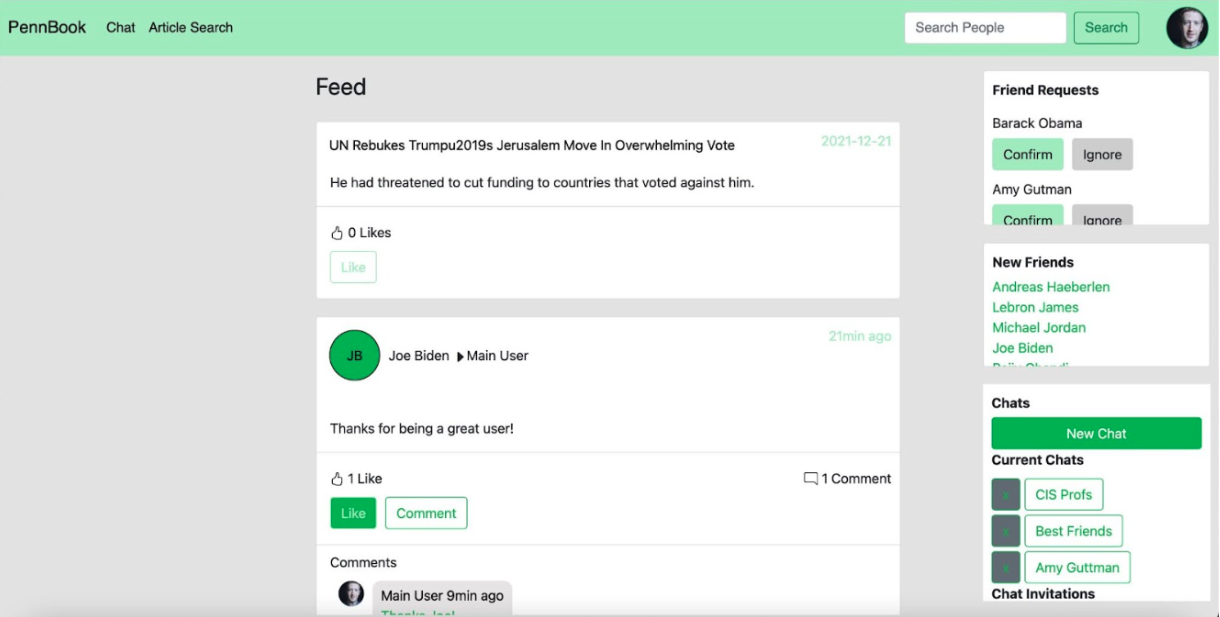 PennBook Chat Article Search Search People Search
Feed
UN Rebukes Trumpu2019s Jerusalem Move In Overwhelming Vote 2021-12-21
He had threatened to cut funding to countries that voted against him.
0 Likes
Like
JB Joe Biden Main User 21min ago
Thanks for being a great user!
1 Like 1 Comment
Like Comment
Comments
Main User 9min ago
Thanks Joe!
Friend Requests
Barack Obama
Confirm Ignore
Amy Gutman
Confirm Ignore
New Friends
Andreas Haeberlen
Lebron James
Michael Jordan
Joe Biden
Chats
New Chat
Current Chats
x CIS Profs
x Best Friends
x Amy Guttman
Chat Invitations